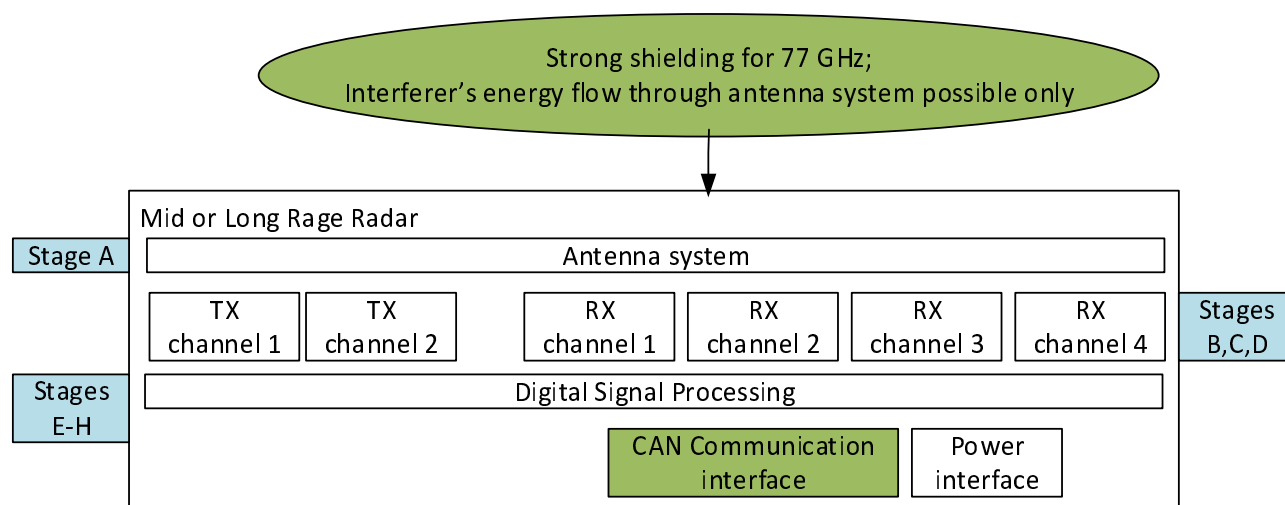 Strong shielding for 77 GHz;
Interferer's energy flow through antenna system possible only
Mid or Long Rage Radar
Stage A
Antenna system
TX
channel 1
TX
channel 2
RX
channel 1
RX
channel 2
RX
channel 3
RX
channel 4
Stages
B,C,D
Stages
E-H
Digital Signal Processing
CAN Communication
interface
Power
interface